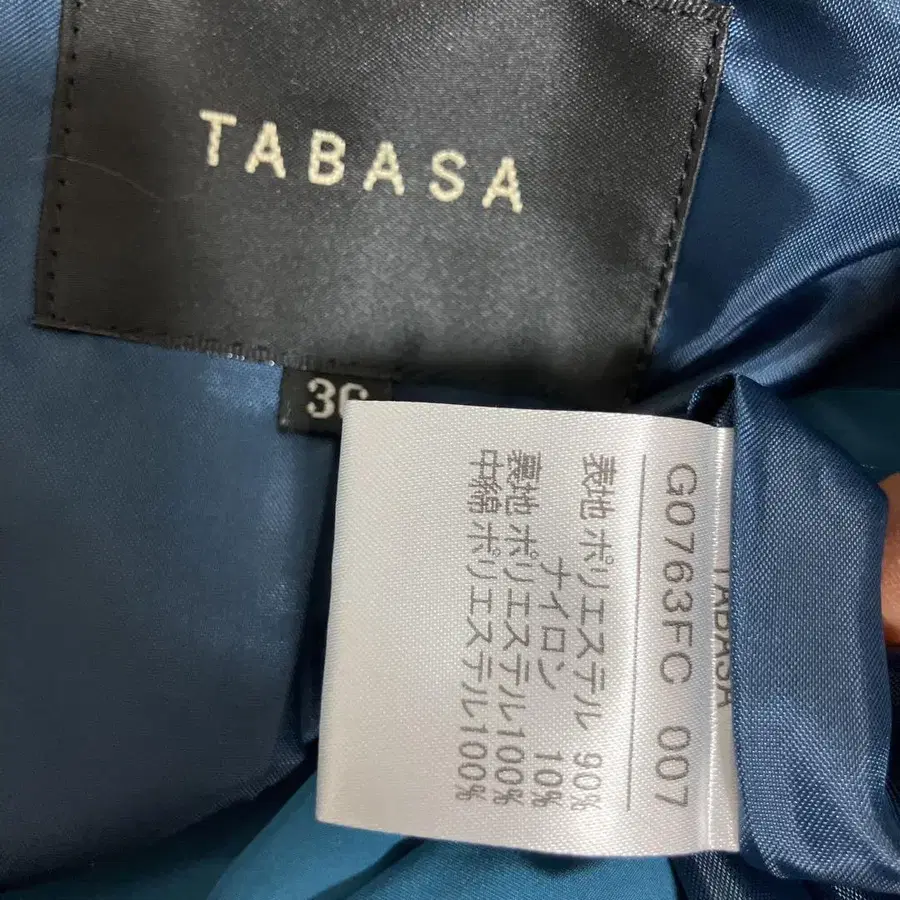 TABASA
36
TABASA
G0763FC 007
表地 ポリエステル 90%
ナイロン 10%
裏地 ポリエステル100%
中綿 ポリエステル100%